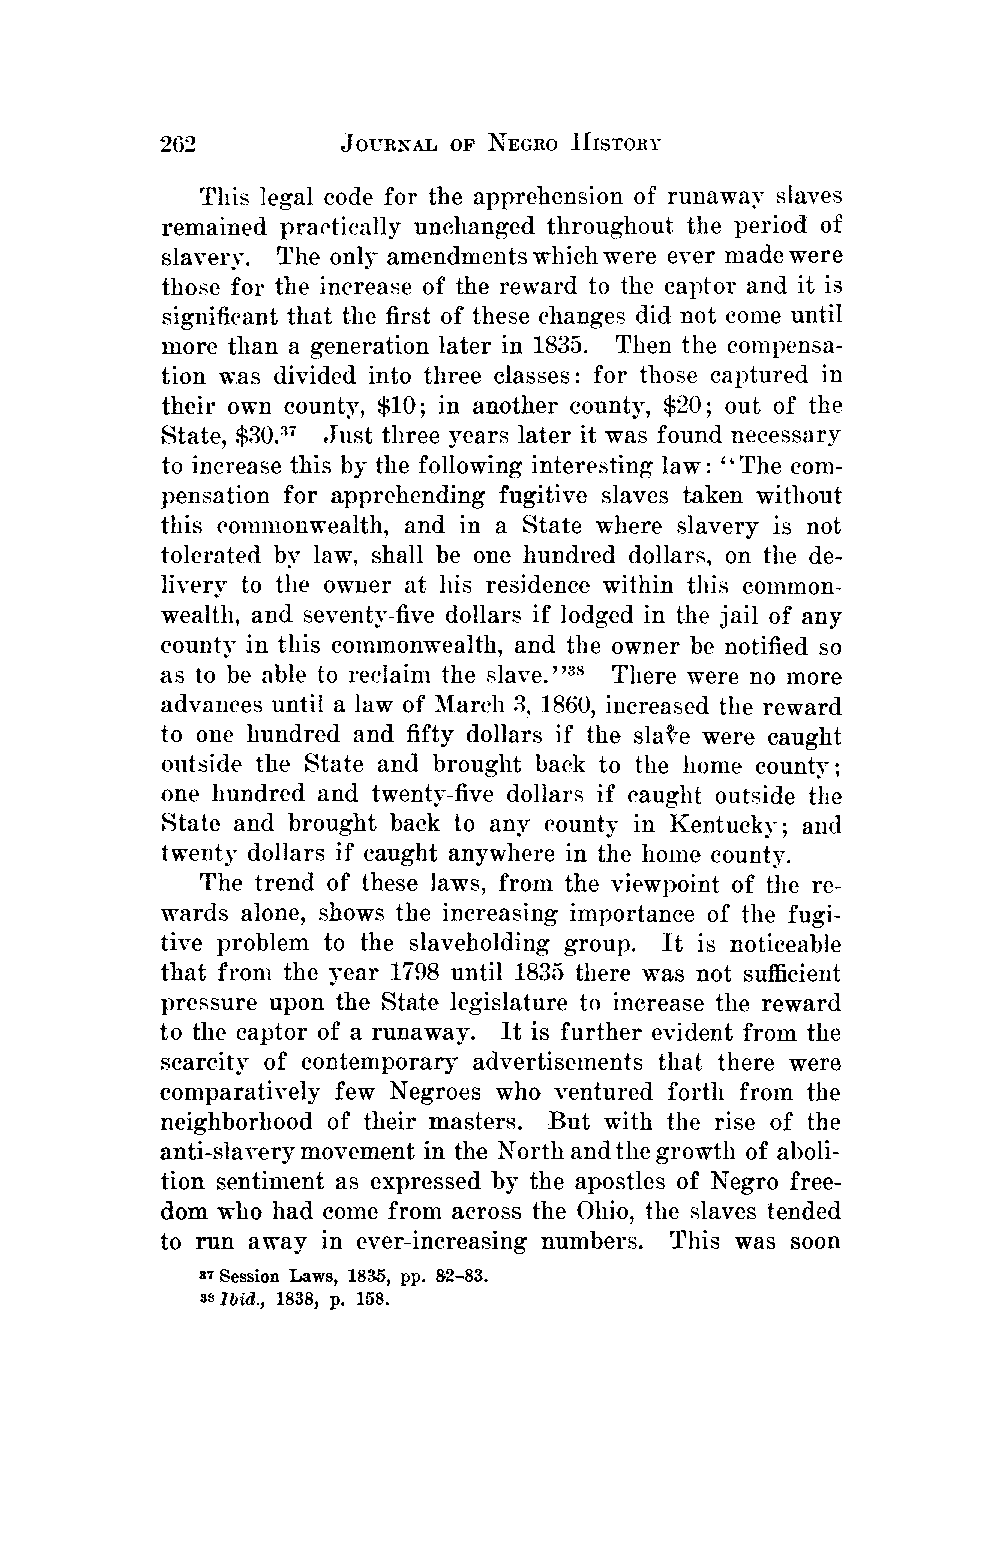 262 JOURNAL OF NEGRO HISTORY
This legal code for the apprehension of runaway slaves
remained practically unchanged throughout the period of
slavery. The only amendments which were ever made were
those for the increase of the reward to the captor and it is
significant that the first of these changes did not come until
more than a generation later in 1835. Then the compensa-
tion was divided into three classes: for those captured in
their own county, $10; in another county, $20; out of the
State, $30.³⁷ Just three years later it was found necessary
to increase this by the following interesting law: "The com-
pensation for apprehending fugitive slaves taken without
this commonwealth, and in a State where slavery is not
tolerated by law, shall be one hundred dollars, on the de-
livery to the owner at his residence within this common-
wealth, and seventy-five dollars if lodged in the jail of any
county in this commonwealth, and the owner be notified so
as to be able to reclaim the slave."³⁸ There were no more
advances until a law of March 3, 1860, increased the reward
to one hundred and fifty dollars if the slave were caught
outside the State and brought back to the home county;
one hundred and twenty-five dollars if caught outside the
State and brought back to any county in Kentucky; and
twenty dollars if caught anywhere in the home county.
The trend of these laws, from the viewpoint of the re-
wards alone, shows the increasing importance of the fugi-
tive problem to the slaveholding group. It is noticeable
that from the year 1798 until 1835 there was not sufficient
pressure upon the State legislature to increase the reward
to the captor of a runaway. It is further evident from the
scarcity of contemporary advertisements that there were
comparatively few Negroes who ventured forth from the
neighborhood of their masters. But with the rise of the
anti-slavery movement in the North and the growth of aboli-
tion sentiment as expressed by the apostles of Negro free-
dom who had come from across the Ohio, the slaves tended
to run away in ever-increasing numbers. This was soon
³⁷ Session Laws, 1835, pp. 82-83.
³⁸ Ibid., 1838, p. 158.